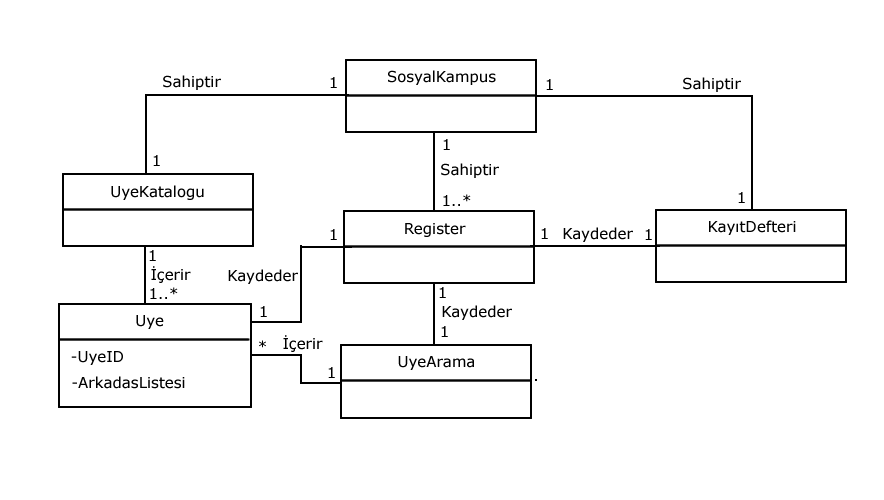 SosyalKampus
Sahiptir
1
1
Sahiptir
1
Sahiptir
1
1
1..*
UyeKatalogu
Register
KayıtDefteri
1
İçerir
1..*
1
Kaydeder
1
1
Kaydeder
1
1
Kaydeder
1
Uye
-UyeID
-ArkadasListesi
* İçerir
1
UyeArama
.